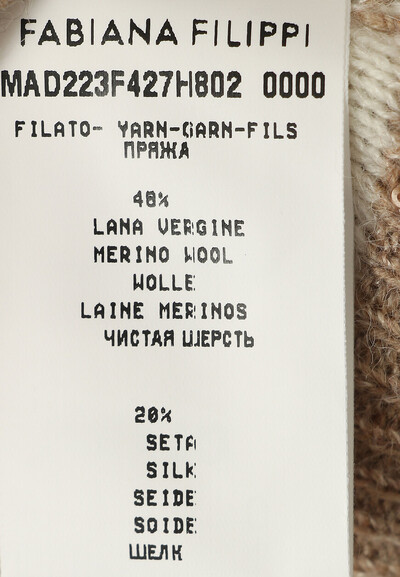 FABIANA FILIPPI
MAD223F427H802 0000
FILATO- YARN-GARN-FILS
ПРЯЖА
48%
LANA VERGINE
MERINO WOOL
WOLLE
LAINE MERINOS
ЧИСТАЯ ШЕРСТЬ
20%
SETA
SILK
SEIDE
SOIDE
ШЕЛК